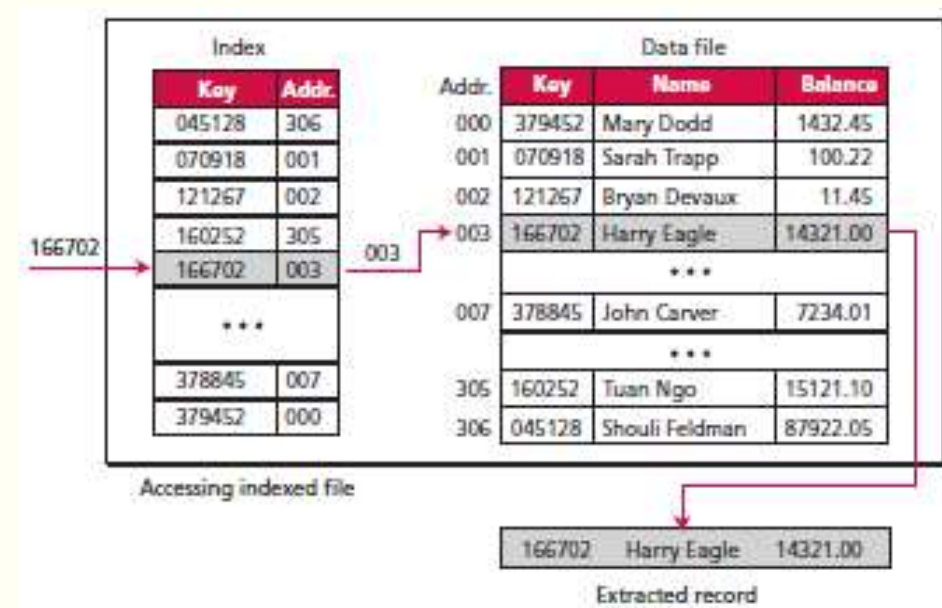 Index
Key Addr.
045128 306
070918 001
121267 002
160252 305
166702 003
...
378845 007
379452 000
166702
003
Data file
Addr. Key Name Balance
000 379452 Mary Dodd 1432.45
001 070918 Sarah Trapp 100.22
002 121267 Bryan Devaux 11.45
003 166702 Harry Eagle 14321.00
...
007 378845 John Carver 7234.01
...
305 160252 Tuan Ngo 15121.10
306 045128 Shouli Feldman 87922.05
Accessing indexed file
166702 Harry Eagle 14321.00
Extracted record